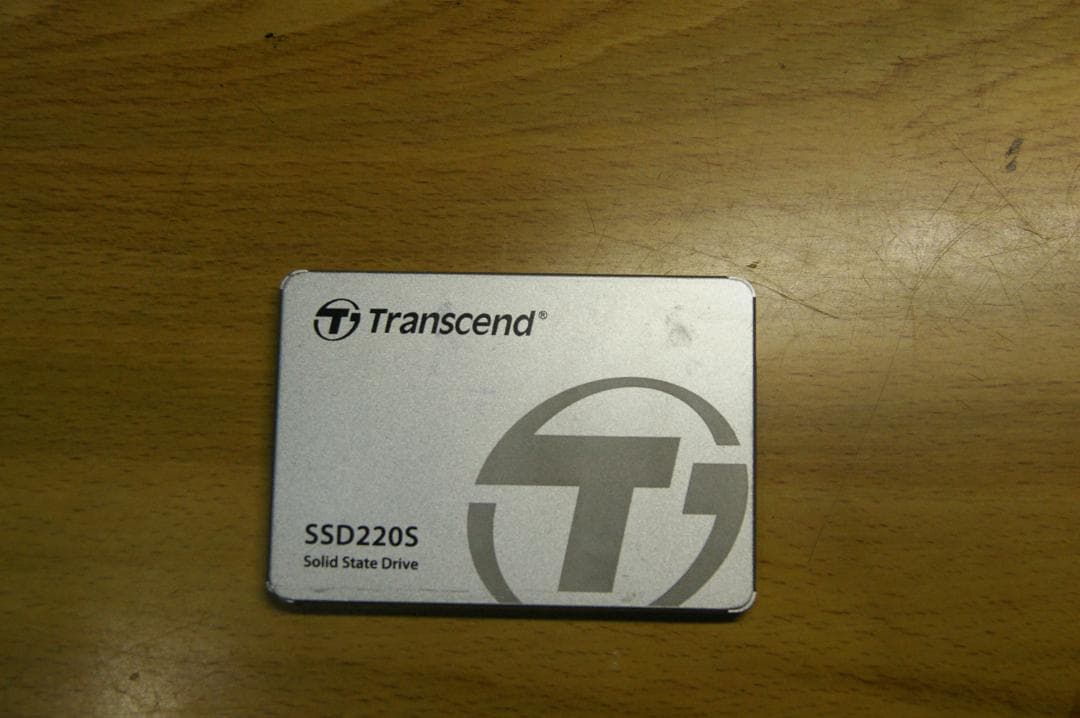 Transcend®
SSD220S
Solid State Drive